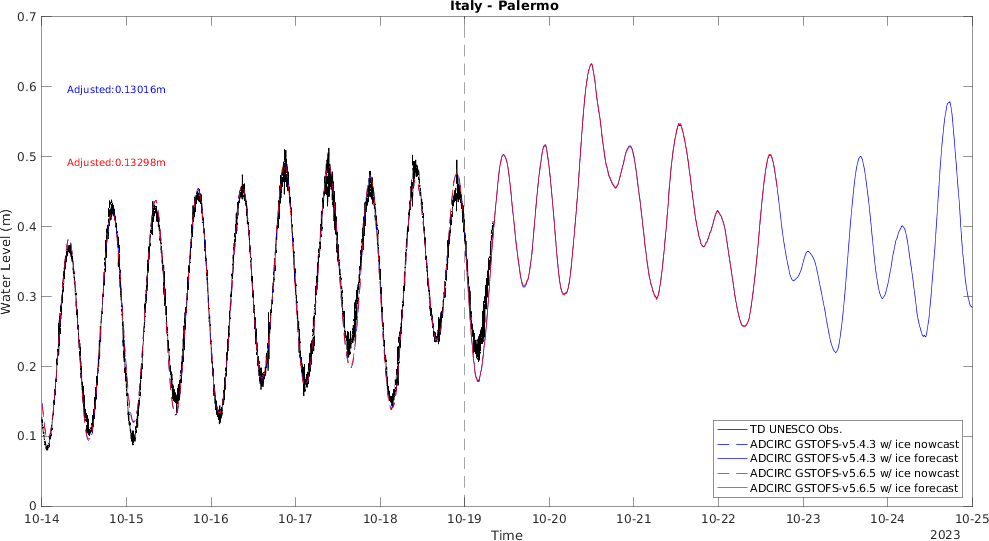 Italy - Palermo
0.7
0.6
0.5
0.4
0.3
0.2
0.1
0
Water Level (m)
Adjusted:0.13016m
Adjusted:0.13298m
TD UNESCO Obs.
ADCIRC GSTOFS-v5.4.3 w/ ice nowcast
ADCIRC GSTOFS-v5.4.3 w/ ice forecast
ADCIRC GSTOFS-v5.6.5 w/ ice nowcast
ADCIRC GSTOFS-v5.6.5 w/ ice forecast
10-14 10-15 10-16 10-17 10-18 10-19 10-20 10-21 10-22 10-23 10-24 10-25
Time
2023